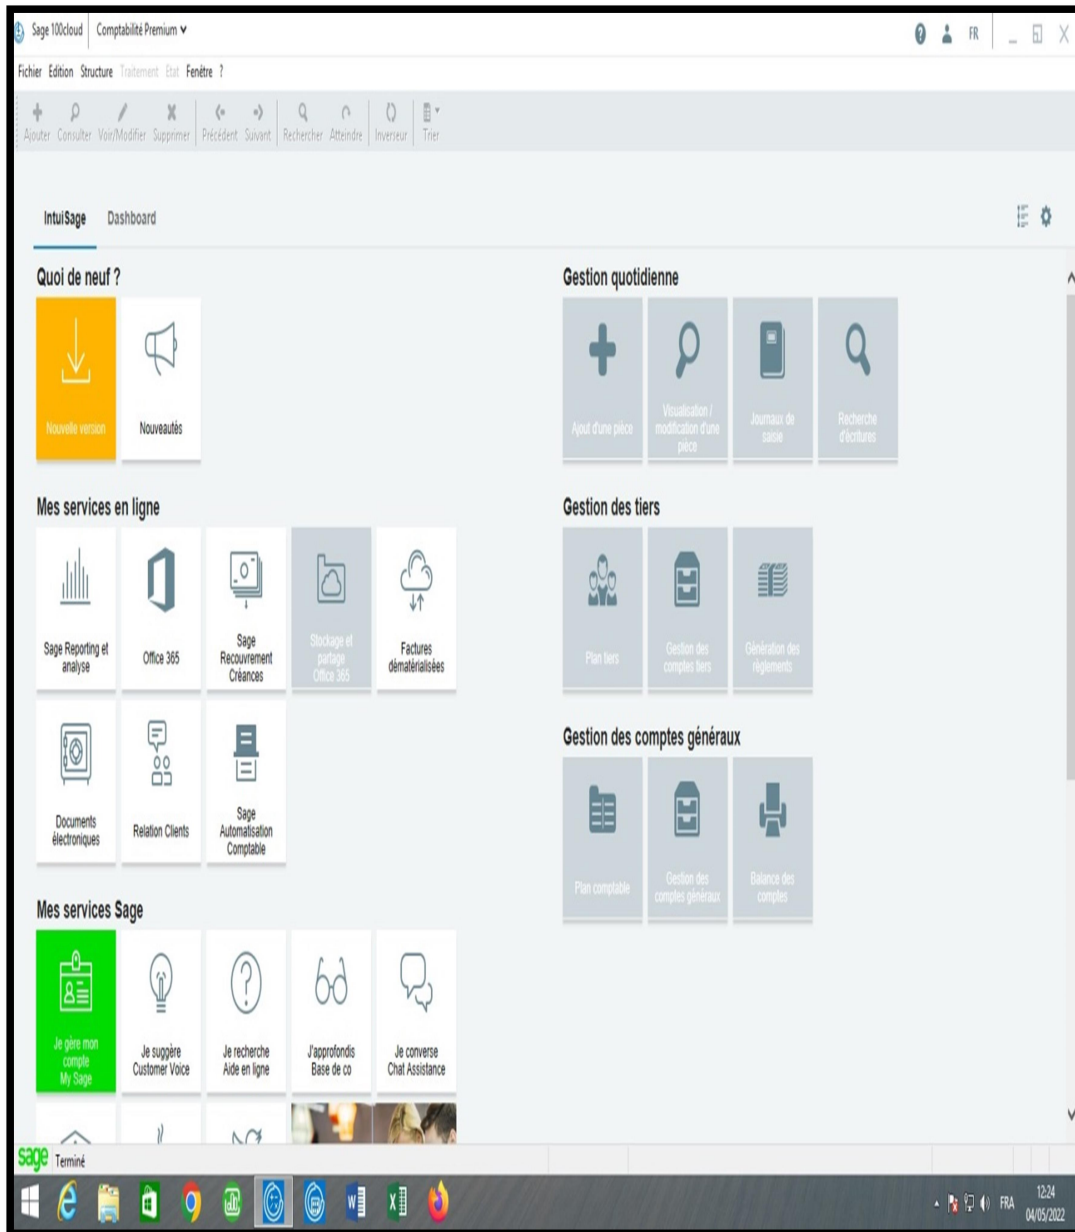 Sage 100cloud Comptabilité Premium
FR
Fichier Edition Structure Traitement Etat Fenêtre ?
Ajouter Consulter Voir/Modifier Supprimer Précédent Suivant Rechercher Atteindre Inverseur Trier
IntuiSage Dashboard
Quoi de neuf ?
Nouvelle version
Nouveautés
Mes services en ligne
Sage Reporting et
analyse
Office 365
Sage
Recouvrement
Créances
Stockage et
partage
Office 365
Factures
dématérialisées
Documents
électroniques
Relation Clients
Sage
Automatisation
Comptable
Mes services Sage
Je gère mon
compte
My Sage
Je suggère
Customer Voice
Je recherche
Aide en ligne
J'approfondis
Base de co
Je converse
Chat Assistance
Gestion quotidienne
Ajout d'une pièce
Visualisation /
modification d'une
pièce
Journaux de
saisie
Recherche
d'écritures
Gestion des tiers
Plan tiers
Gestion des
comptes tiers
Génération des
règlements
Gestion des comptes généraux
Plan comptable
Gestion des
comptes généraux
Balance des
comptes
sage Terminé
FRA
12:24
04/05/2022